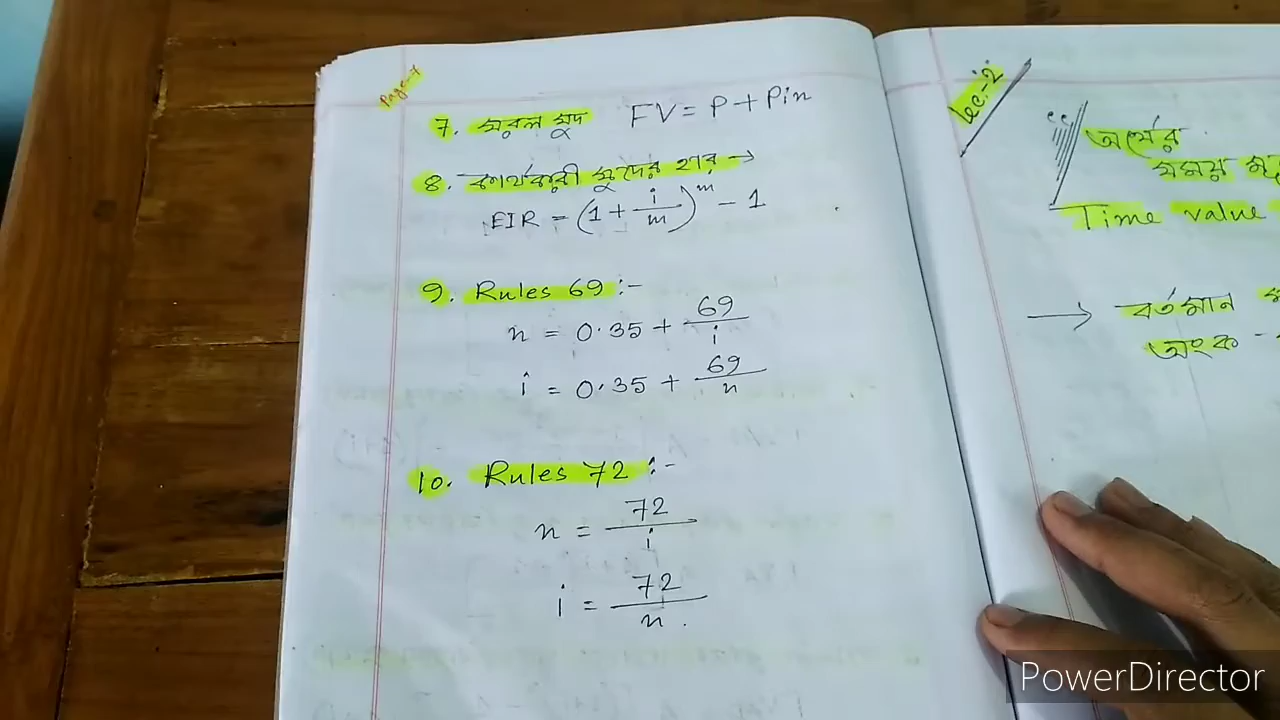 Page-1
7. সরল সুদ FV = P + Pin
8. কার্যকরী সুদের হার →
EIR = (1 + i/m)^m - 1
9. Rules 69 :-
n = 0.35 + 69/i
i = 0.35 + 69/n
10. Rules 72 :-
n = 72/i
i = 72/n.
Lec-2
অর্থের
সময়
Time value
→ বর্তমান
অংক -
PowerDirector